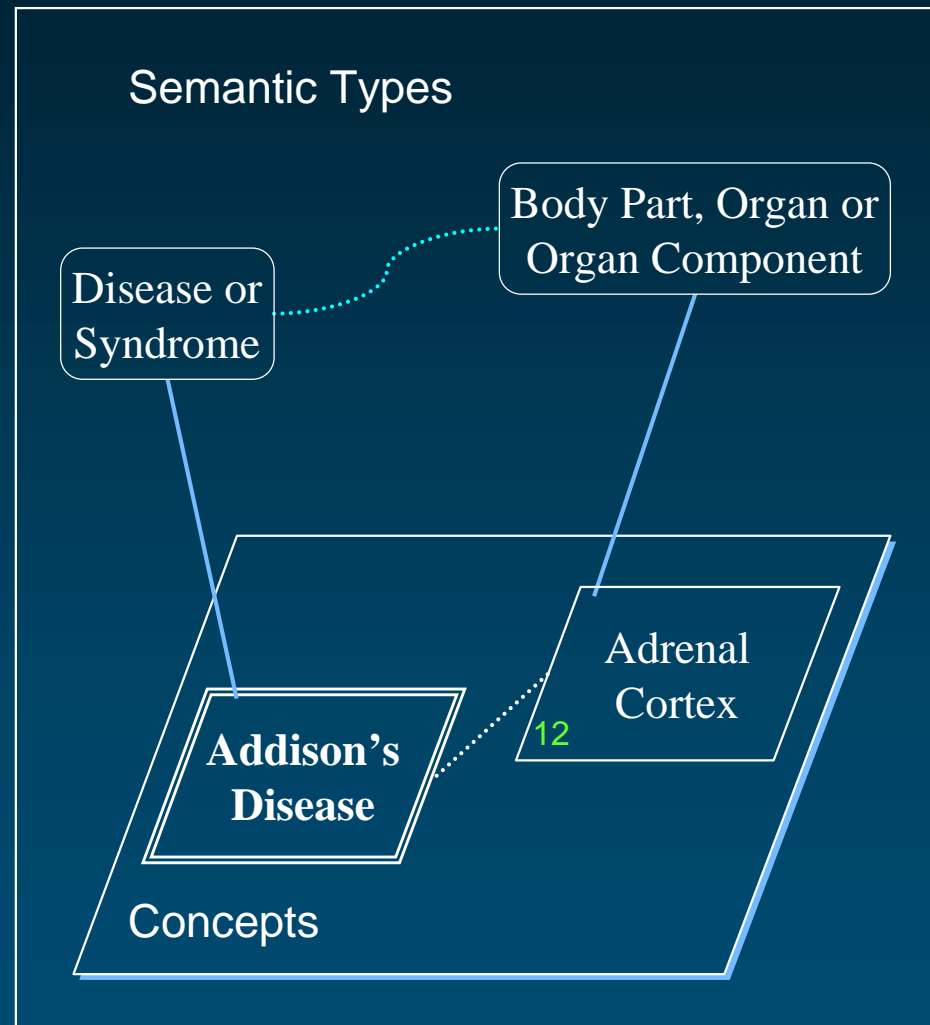 Semantic Types
Body Part, Organ or
Organ Component
Disease or
Syndrome
Adrenal
Cortex
12
Addison’s
Disease
Concepts